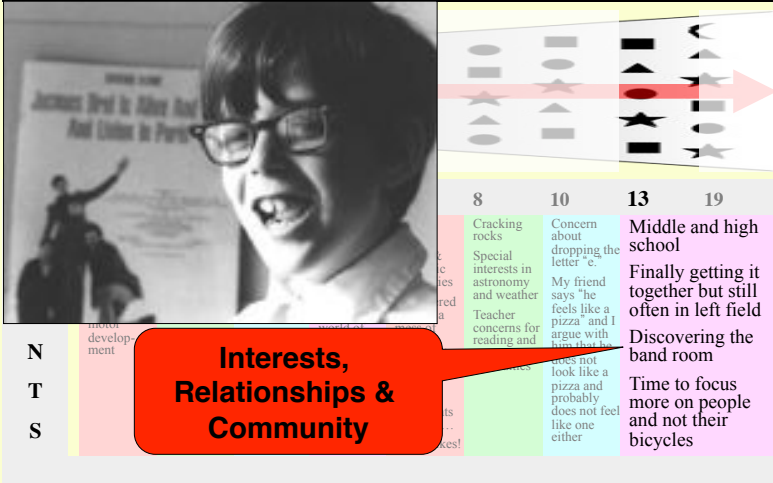 Jacques Brel Is Alive And
And Living in Paris
8
10
13
19
Cracking
rocks
Special
interests in
astronomy
and weather
Teacher
concerns for
reading and
Concern
about
dropping the
letter “e.”
My friend
says “he
feels like a
piza” and I
argue with
him that he
does not
look like a
pizza and
probably
does not feel
like one
either
Middle and high
school
Finally getting it
together but still
often in left field
Discovering the
band room
Time to focus
more on people
and not their
bicycles
motor
develop-
ment
N
T
S
Interests,
Relationships &
Community